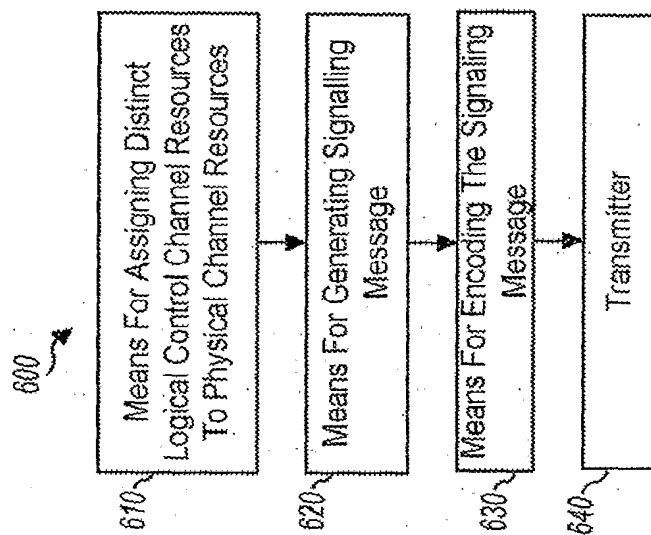 600
610
Means For Assigning Distinct
Logical Control Channel Resources
To Physical Channel Resources
620
Means For Generating Signalling
Message
630
Means For Encoding The Signaling
Message
640
Transmitter